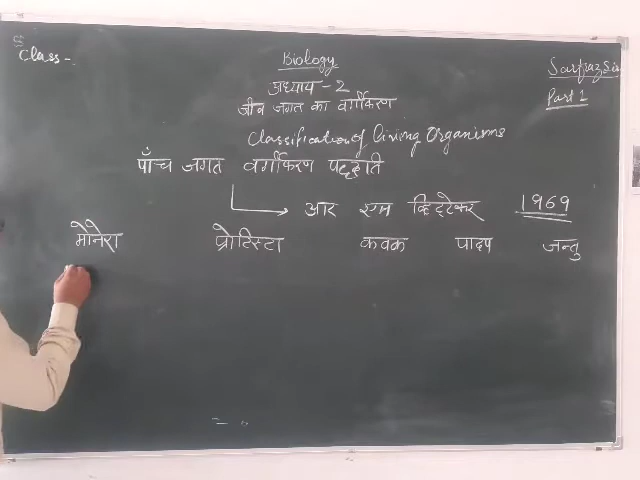 Class -
Biology
अध्याय - 2
जीव जगत का वर्गीकरण
Sarfraz Sir
Part 1
Classification of Living Organisms
पाँच जगत वर्गीकरण पद्धति
आर एम व्हिटेकर 1969
मोनेरा प्रोटिस्टा कवक पादप जन्तु